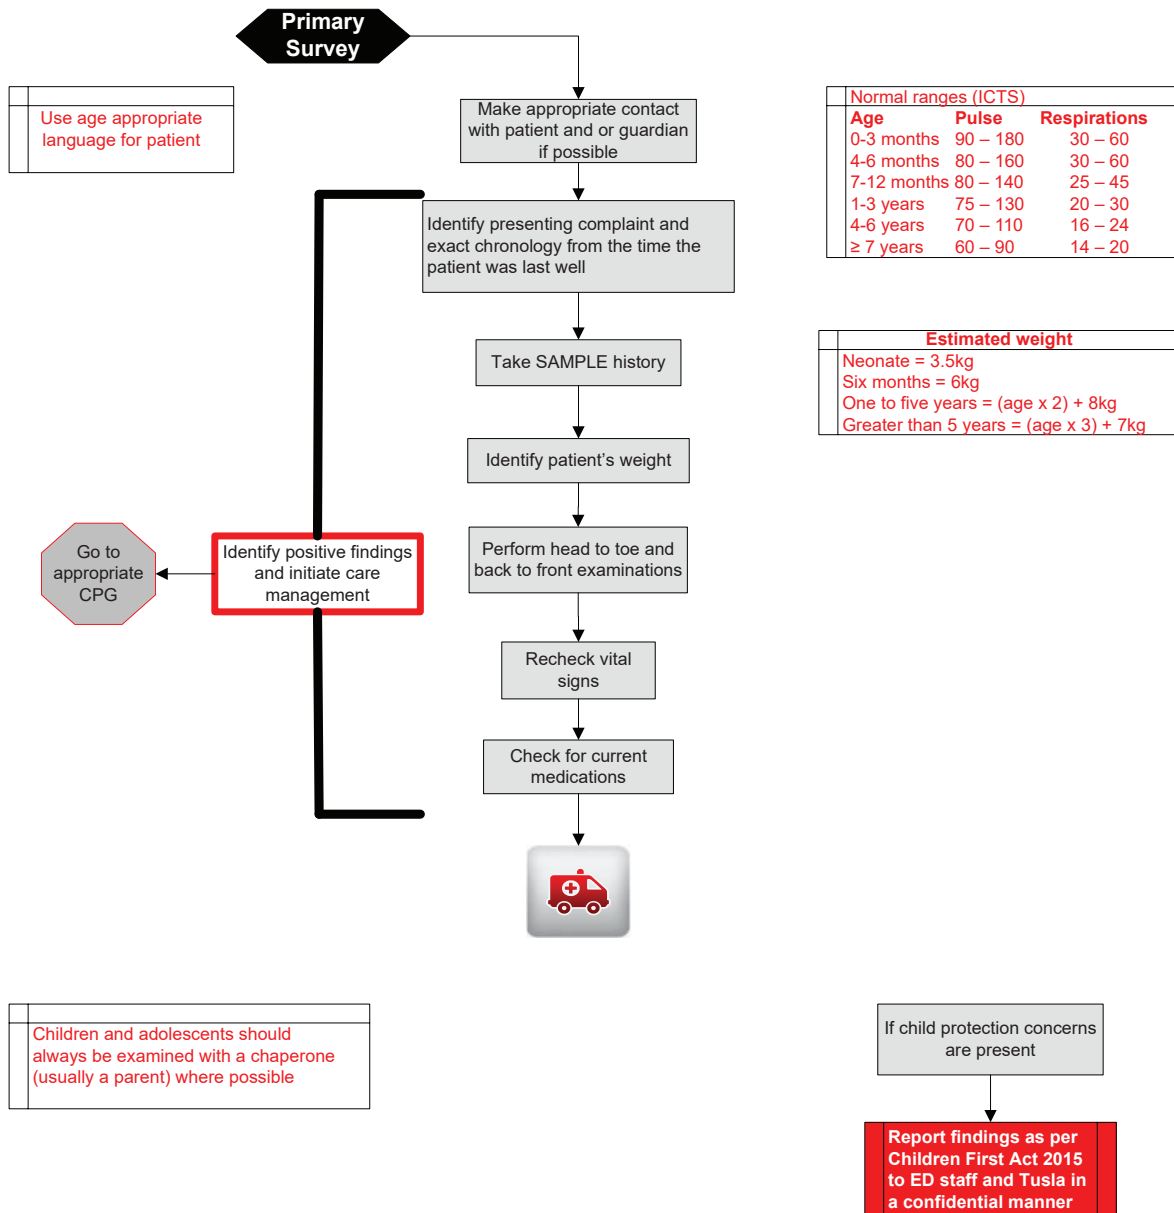 Primary
Survey
Use age appropriate
language for patient
Make appropriate contact
with patient and or guardian
if possible
Normal ranges (ICTS)
Age Pulse Respirations
0-3 months 90 – 180 30 – 60
4-6 months 80 – 160 30 – 60
7-12 months 80 – 140 25 – 45
1-3 years 75 – 130 20 – 30
4-6 years 70 – 110 16 – 24
≥ 7 years 60 – 90 14 – 20
Identify presenting complaint and
exact chronology from the time the
patient was last well
Take SAMPLE history
Estimated weight
Neonate = 3.5kg
Six months = 6kg
One to five years = (age x 2) + 8kg
Greater than 5 years = (age x 3) + 7kg
Identify patient’s weight
Go to
appropriate
CPG
Identify positive findings
and initiate care
management
Perform head to toe and
back to front examinations
Recheck vital
signs
Check for current
medications
Children and adolescents should
always be examined with a chaperone
(usually a parent) where possible
If child protection concerns
are present
Report findings as per
Children First Act 2015
to ED staff and Tusla in
a confidential manner